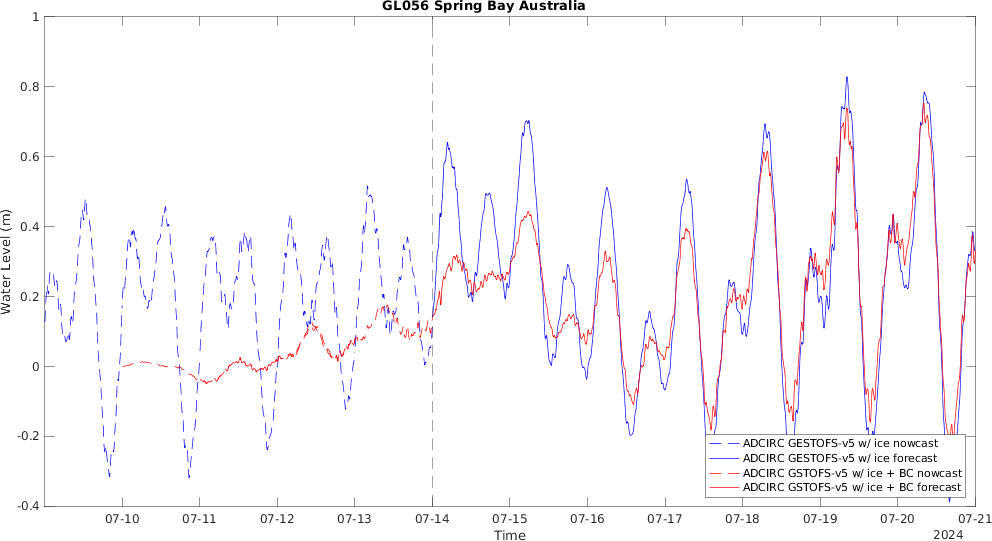 GL056 Spring Bay Australia
Water Level (m)
1
0.8
0.6
0.4
0.2
0
-0.2
-0.4
ADCIRC GESTOFS-v5 w/ ice nowcast
ADCIRC GESTOFS-v5 w/ ice forecast
ADCIRC GSTOFS-v5 w/ ice + BC nowcast
ADCIRC GSTOFS-v5 w/ ice + BC forecast
07-10 07-11 07-12 07-13 07-14 07-15 07-16 07-17 07-18 07-19 07-20 07-21
Time
2024